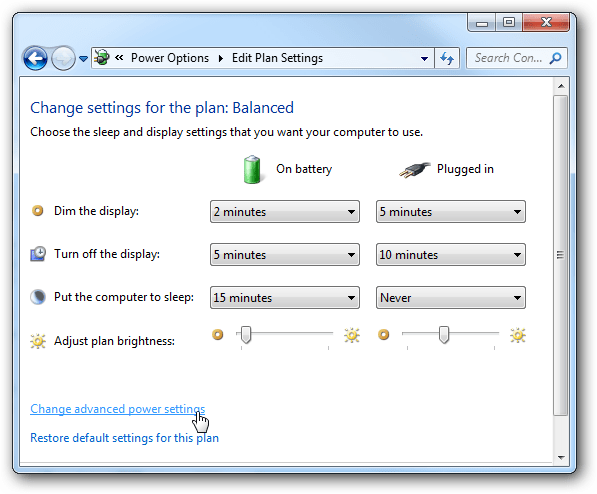 « Power Options ▸ Edit Plan Settings
Search Con...
Change settings for the plan: Balanced
Choose the sleep and display settings that you want your computer to use.
On battery Plugged in
Dim the display: 2 minutes 5 minutes
Turn off the display: 5 minutes 10 minutes
Put the computer to sleep: 15 minutes Never
Adjust plan brightness:
Change advanced power settings
Restore default settings for this plan